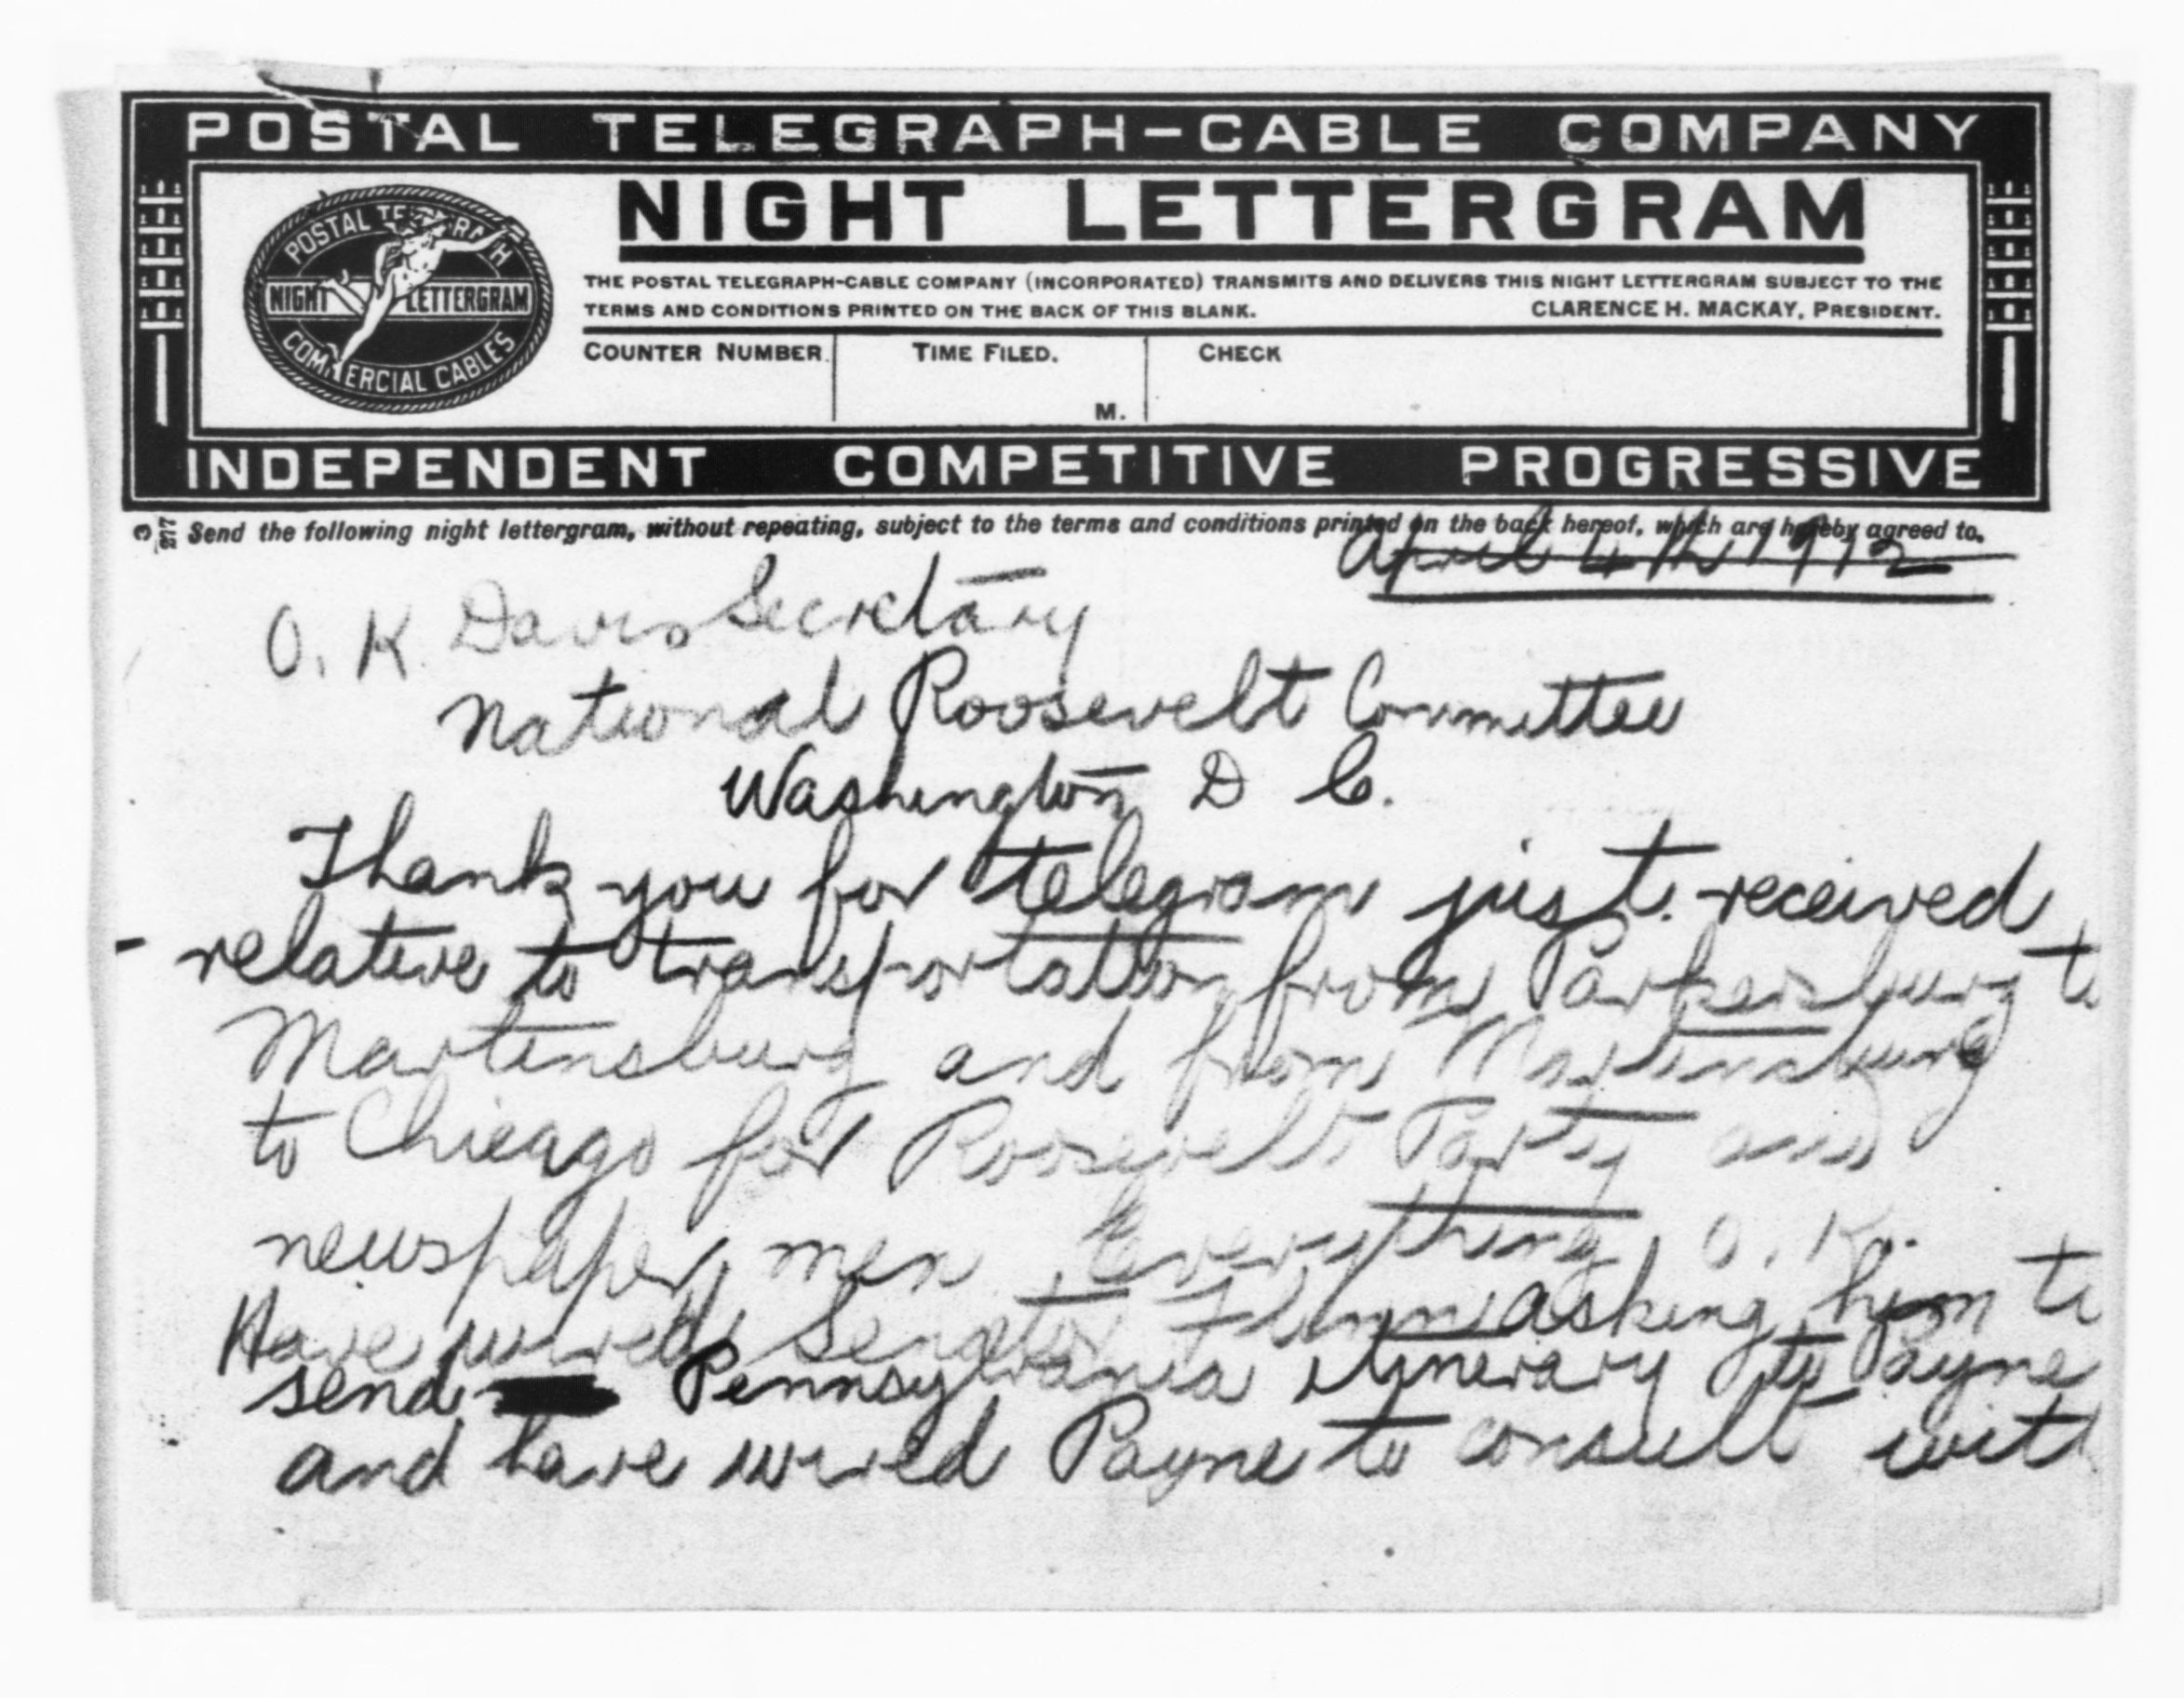 POSTAL TELEGRAPH-CABLE COMPANY
POSTAL TELEGRAPH
NIGHT LETTERGRAM
COMMERCIAL CABLES
NIGHT LETTERGRAM
THE POSTAL TELEGRAPH-CABLE COMPANY (INCORPORATED) TRANSMITS AND DELIVERS THIS NIGHT LETTERGRAM SUBJECT TO THE
TERMS AND CONDITIONS PRINTED ON THE BACK OF THIS BLANK. CLARENCE H. MACKAY, PRESIDENT.
COUNTER NUMBER. TIME FILED. CHECK
M.
INDEPENDENT COMPETITIVE PROGRESSIVE
3 277 Send the following night lettergram, without repeating, subject to the terms and conditions printed on the back hereof, which are hereby agreed to.
April 4th 1912
O. K. Davis Secretary
National Roosevelt Committee
Washington D C.
Thank you for telegram just received
relative to transportation from Parkersburg to
Martensburg and from Martinsburg
to Chicago for Roosevelt Party and
newspaper men Everything O. K.
Have wired Senator Flinn asking him to
send Pennsylvania itinerary to Payne
and have wired Payne to consult with